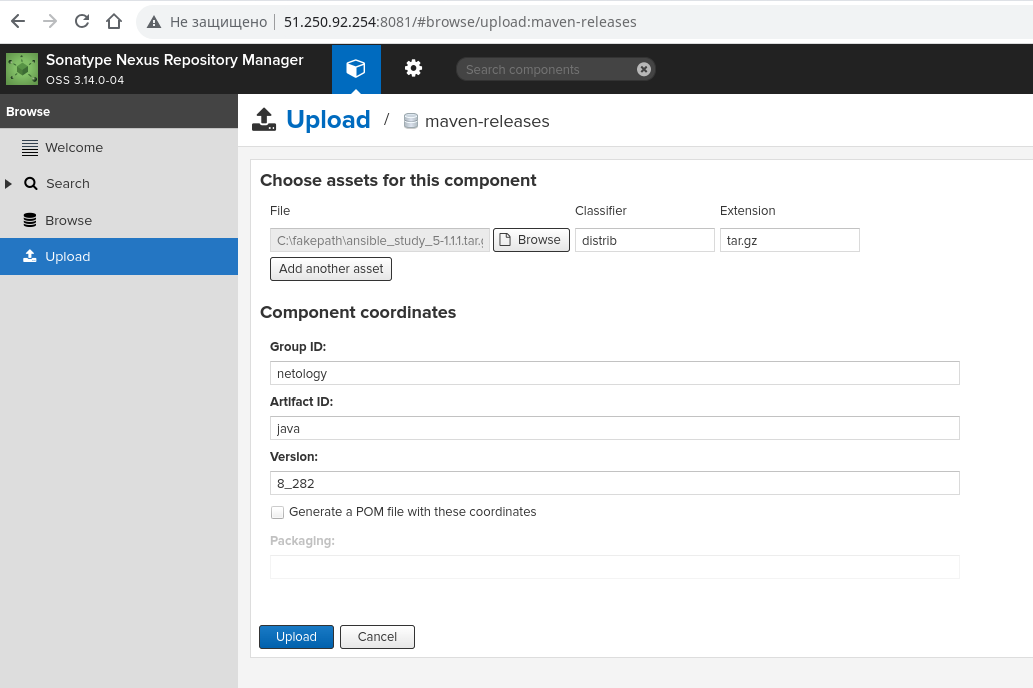 Не защищено 51.250.92.254:8081/#browse/upload:maven-releases
Sonatype Nexus Repository Manager
OSS 3.14.0-04
Search components
Browse
Upload / maven-releases
Welcome
Search
Browse
Upload
Choose assets for this component
File Classifier Extension
C:\fakepath\ansible_study_5-1.1.1.tar.g Browse distrib tar.gz
Add another asset
Component coordinates
Group ID:
netology
Artifact ID:
java
Version:
8_282
Generate a POM file with these coordinates
Packaging:
Upload Cancel